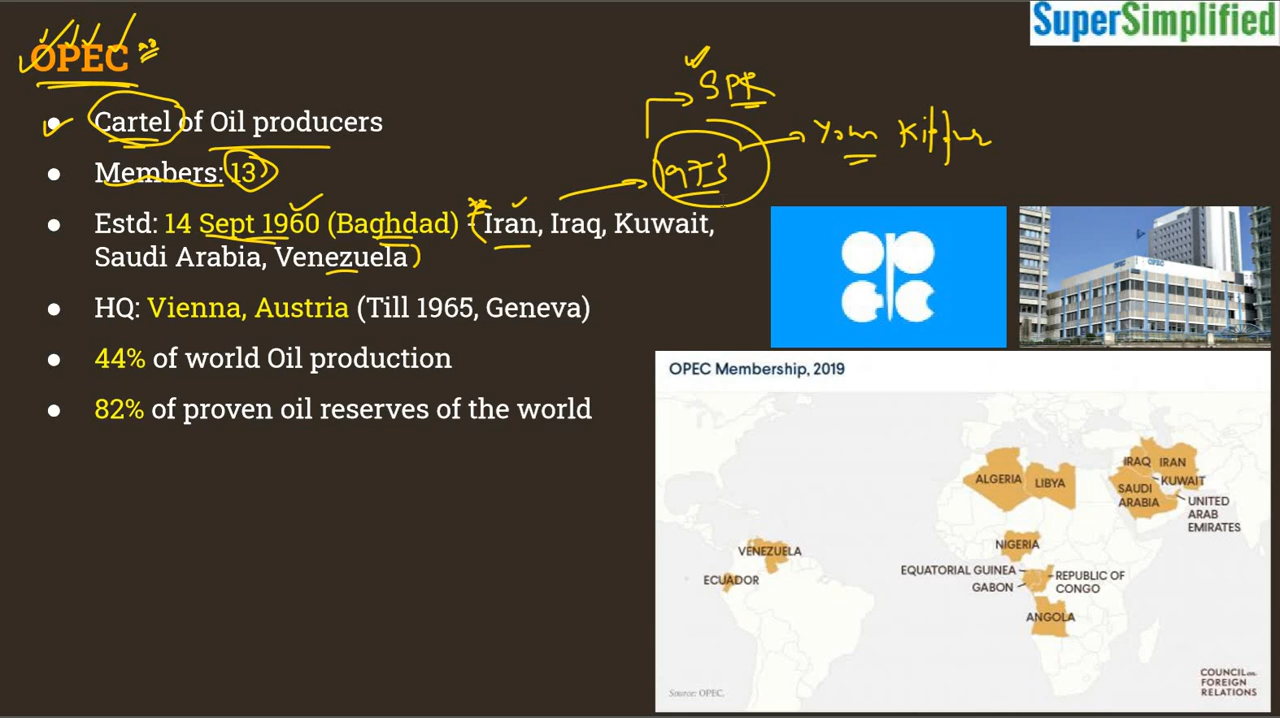 SuperSimplified
OPEC
SPR
● Cartel of Oil producers
Yom Kippur
● Members: 13
1973
● Estd: 14 Sept 1960 (Baghdad) - (Iran, Iraq, Kuwait,
Saudi Arabia, Venezuela)
● HQ: Vienna, Austria (Till 1965, Geneva)
● 44% of world Oil production
● 82% of proven oil reserves of the world
OPEC
OPEC Membership, 2019
IRAQ
IRAN
ALGERIA
LIBYA
KUWAIT
SAUDI
ARABIA
UNITED
ARAB
EMIRATES
NIGERIA
VENEZUELA
ECUADOR
EQUATORIAL GUINEA
GABON
REPUBLIC OF
CONGO
ANGOLA
Source: OPEC.
COUNCIL on
FOREIGN
RELATIONS